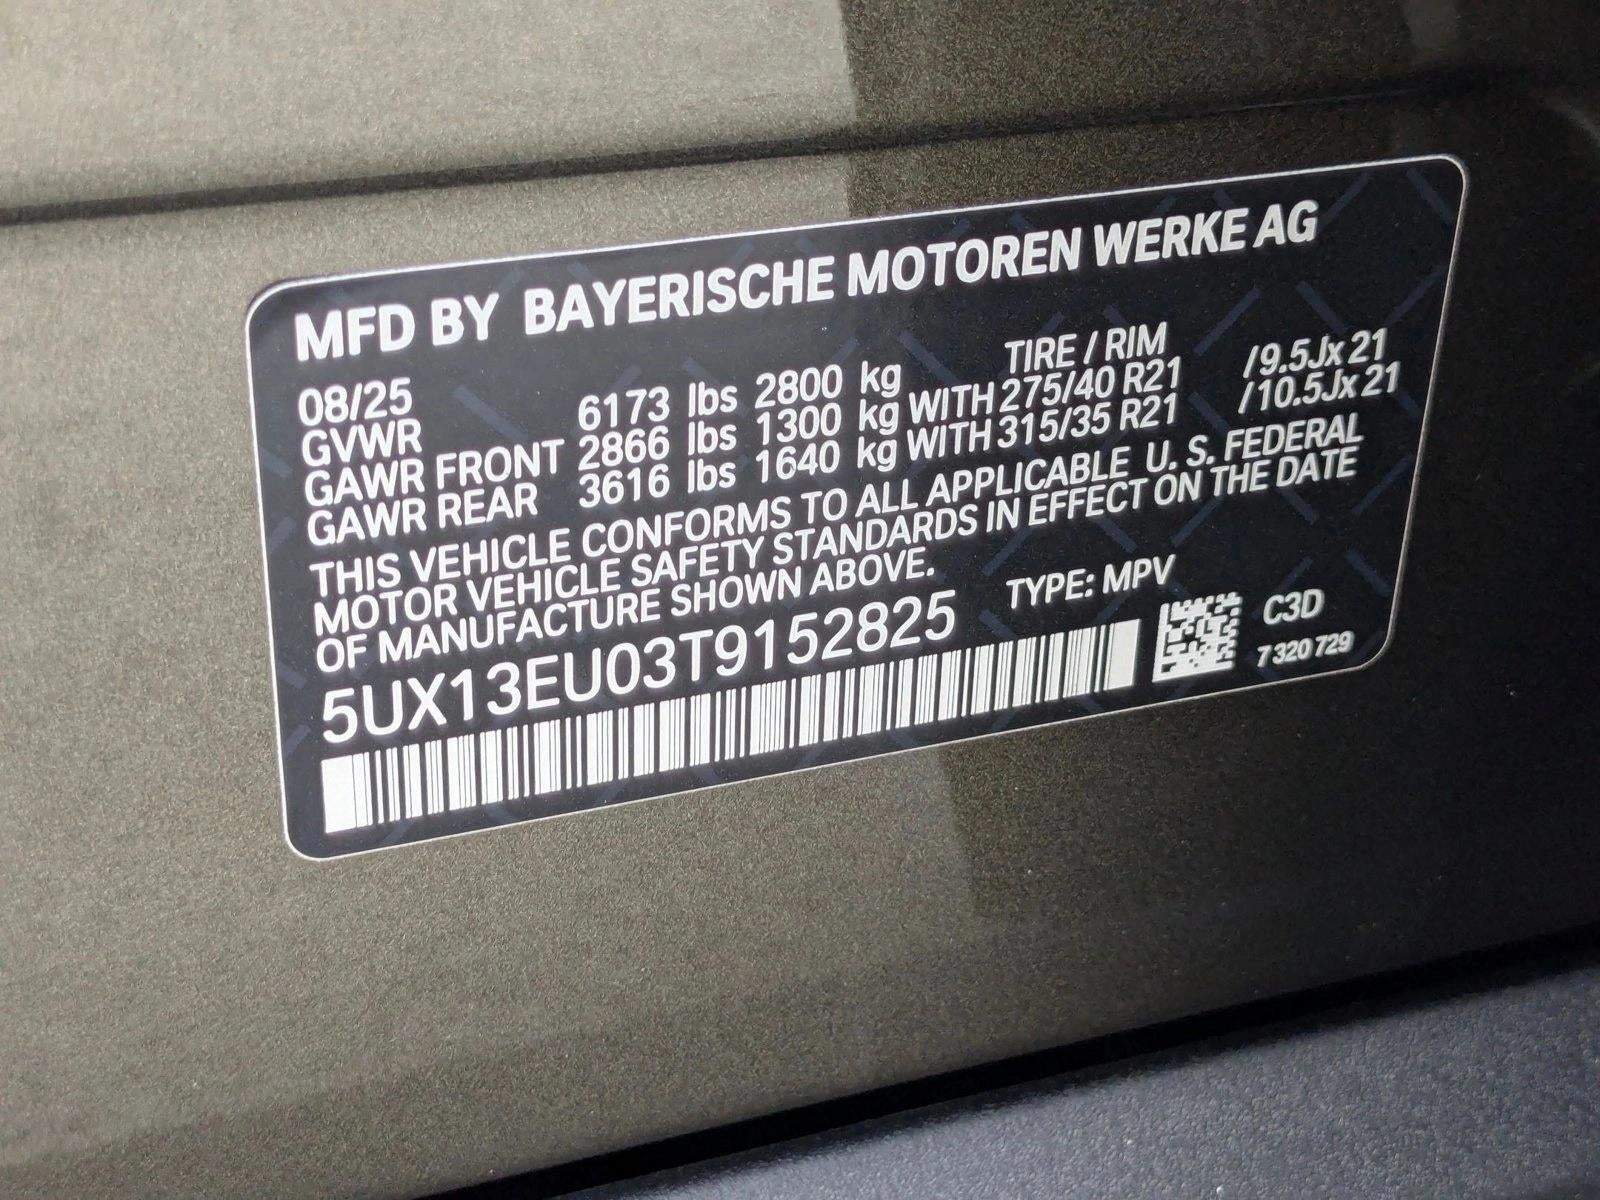 MFD BY BAYERISCHE MOTOREN WERKE AG
08/25 TIRE / RIM
GVWR 6173 lbs 2800 kg
GAWR FRONT 2866 lbs 1300 kg WITH 275/40 R21 /9.5Jx21
GAWR REAR 3616 lbs 1640 kg WITH 315/35 R21 /10.5Jx21
THIS VEHICLE CONFORMS TO ALL APPLICABLE U. S. FEDERAL
MOTOR VEHICLE SAFETY STANDARDS IN EFFECT ON THE DATE
OF MANUFACTURE SHOWN ABOVE.
5UX13EU03T9152825 TYPE: MPV
C3D
7 320 729